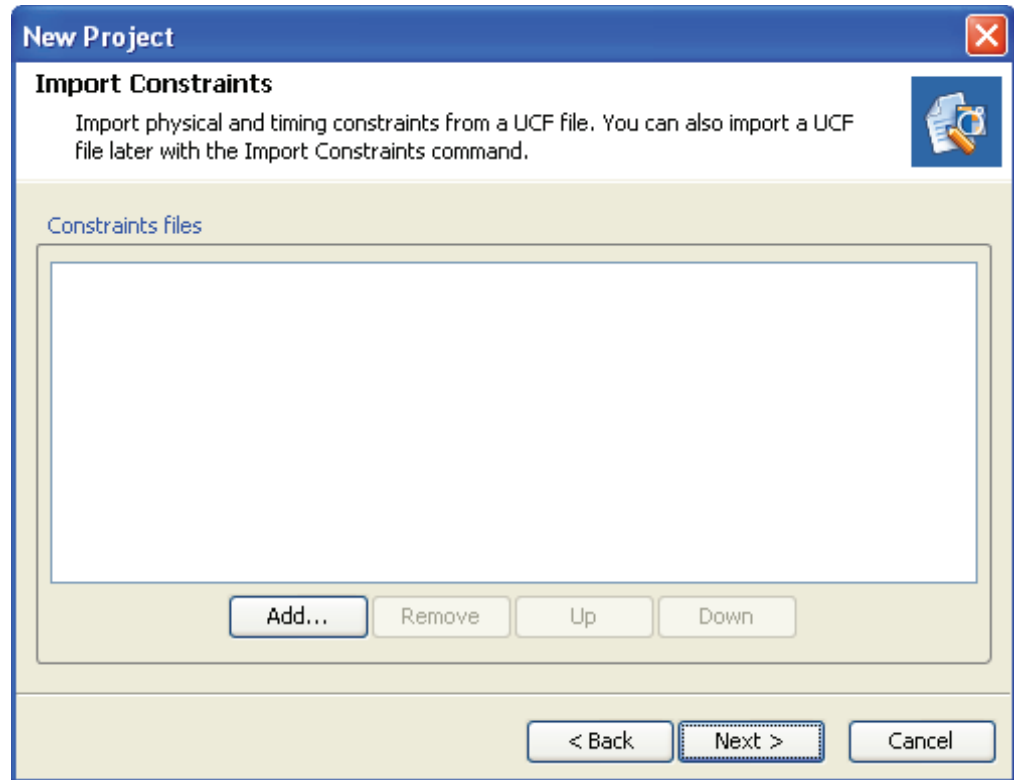 New Project
Import Constraints
Import physical and timing constraints from a UCF file. You can also import a UCF
file later with the Import Constraints command.
Constraints files
Add... Remove Up Down
< Back Next > Cancel